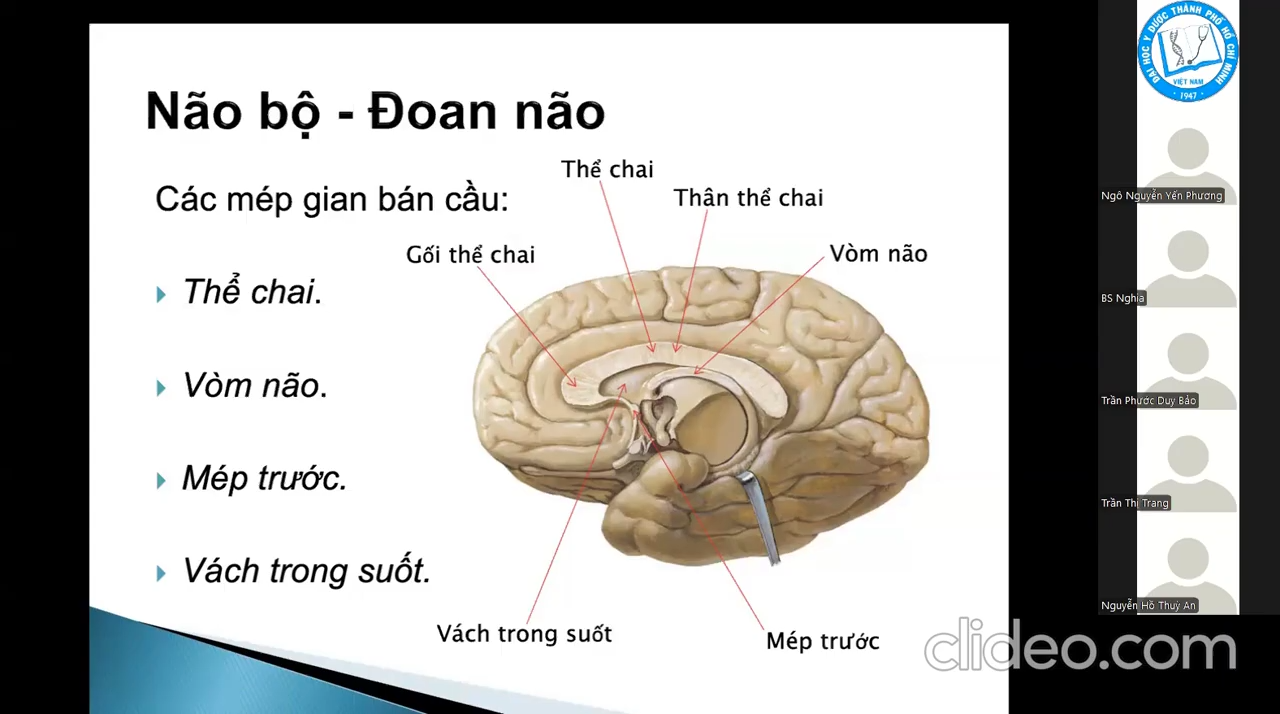 Não bộ - Đoan não
Các mép gian bán cầu:
Thể chai.
Vòm não.
Mép trước.
Vách trong suốt.
Thể chai
Thân thể chai
Gối thể chai
Vòm não
Vách trong suốt
Mép trước
ĐẠI HỌC Y DƯỢC THÀNH PHỐ HỒ CHÍ MINH
VIỆT NAM
1947
Ngô Nguyễn Yến Phương
BS Nghia
Trần Phước Duy Bảo
Trần Thị Trang
Nguyễn Hồ Thuỳ An
clideo.com